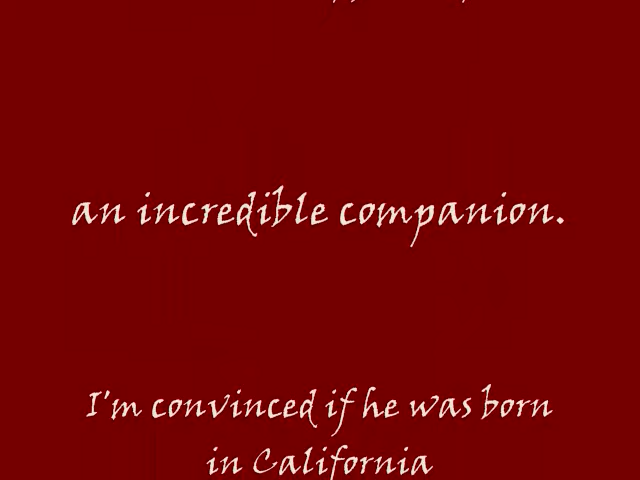 an incredible companion.
I'm convinced if he was born
in California